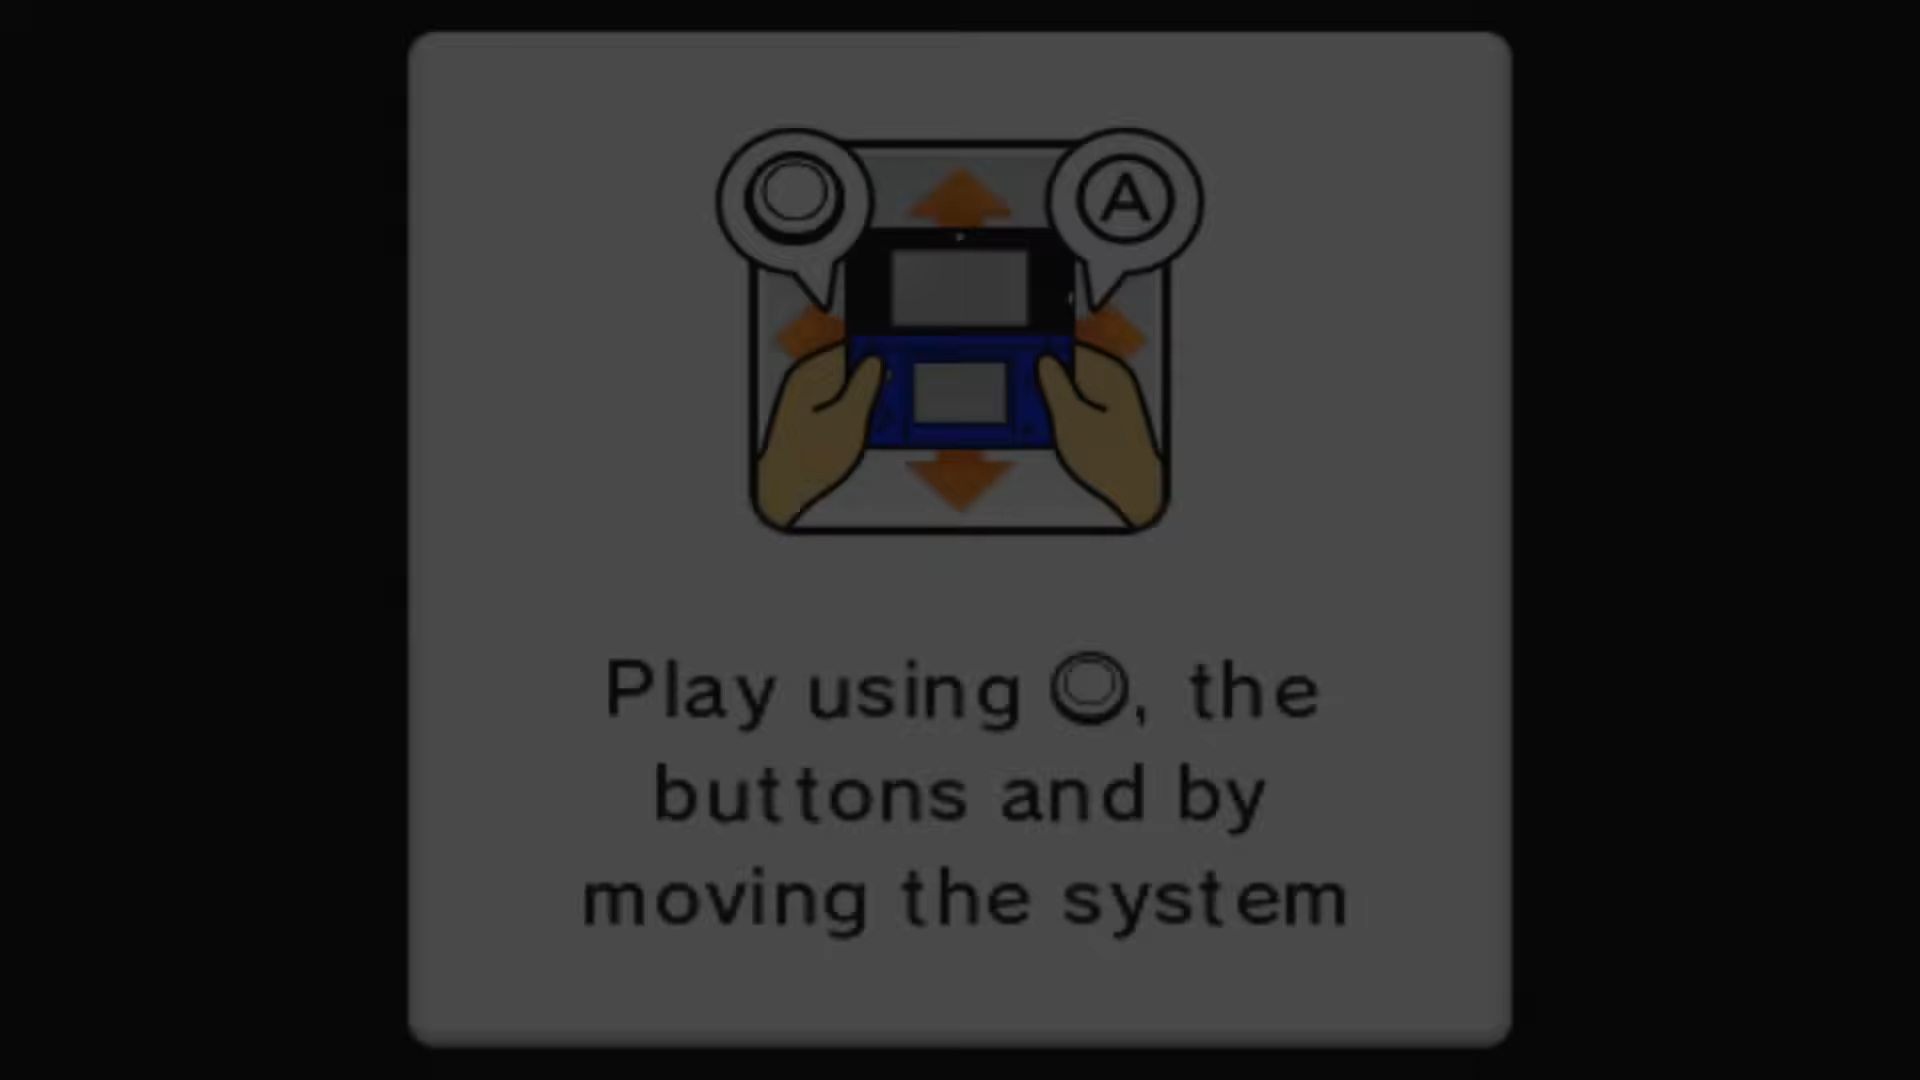 A
Play using , the
buttons and by
moving the system